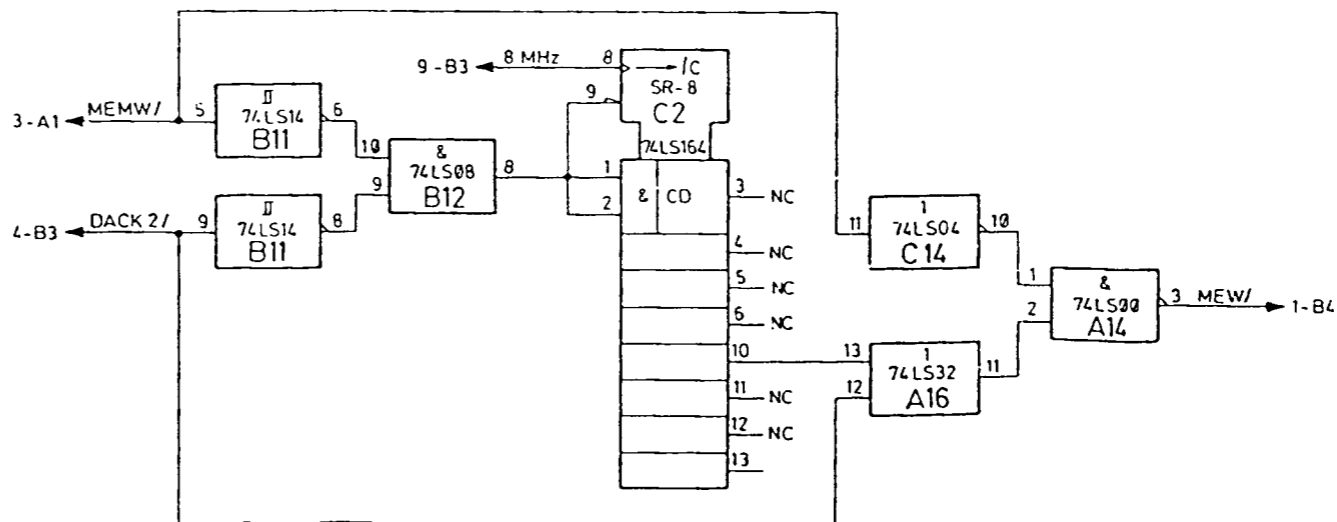 9-B3
8 MHz
8
→ /C
SR-8
C2
74LS164
9
3-A1
MEMW/
5
II
74LS14
B11
6
10
&
74LS08
B12
8
9
4-B3
DACK 2/
9
II
74LS14
B11
8
1
2
&
CD
3
NC
4
NC
5
NC
6
NC
10
11
NC
12
NC
13
11
1
74LS04
C14
10
13
12
1
74LS32
A16
11
1
2
&
74LS00
A14
3
MEW/
1-B4